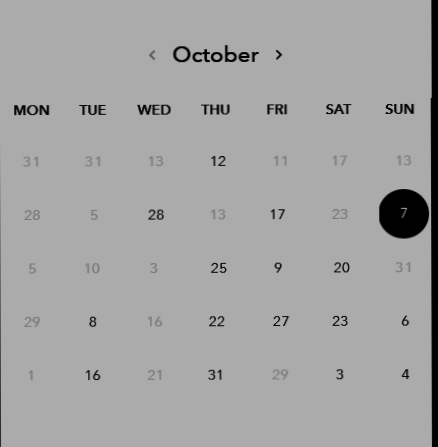 ‹ October ›
MON TUE WED THU FRI SAT SUN
31 31 13 12 11 17 13
28 5 28 13 17 23 7
5 10 3 25 9 20 31
29 8 16 22 27 23 6
1 16 21 31 29 3 4